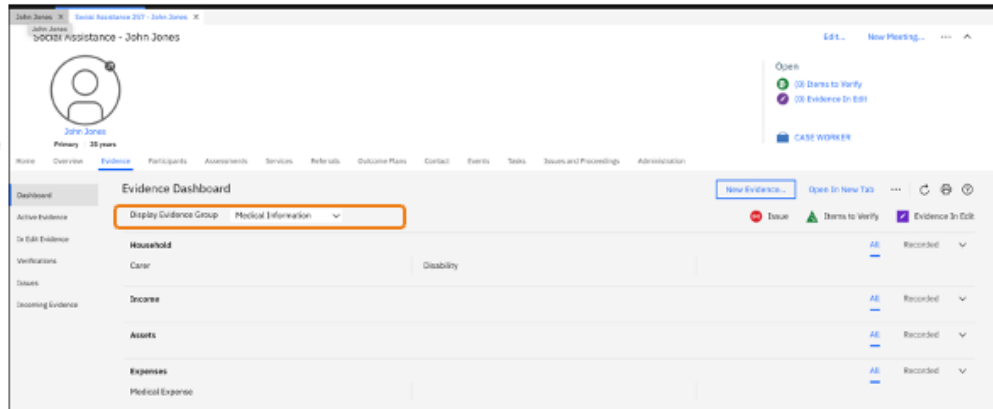 John Jones X Social Assistance 257 - John Jones X
John Jones
Social Assistance - John Jones
Edit... New Meeting... ...
Open
(0) Items to Verify
(0) Evidence In Edit
CASE WORKER
John Jones
Primary 35 years
Home Overview Evidence Participants Assessments Services Referrals Outcome Plans Contact Events Tasks Issues and Proceedings Administration
Dashboard
Active Evidence
In Edit Evidence
Verifications
Issues
Incoming Evidence
Evidence Dashboard
New Evidence... Open In New Tab ...
Display Evidence Group Medical Information
Issue Items to Verify Evidence In Edit
Household All Recorded
Carer Disability
Income All Recorded
Assets All Recorded
Expenses All Recorded
Medical Expense